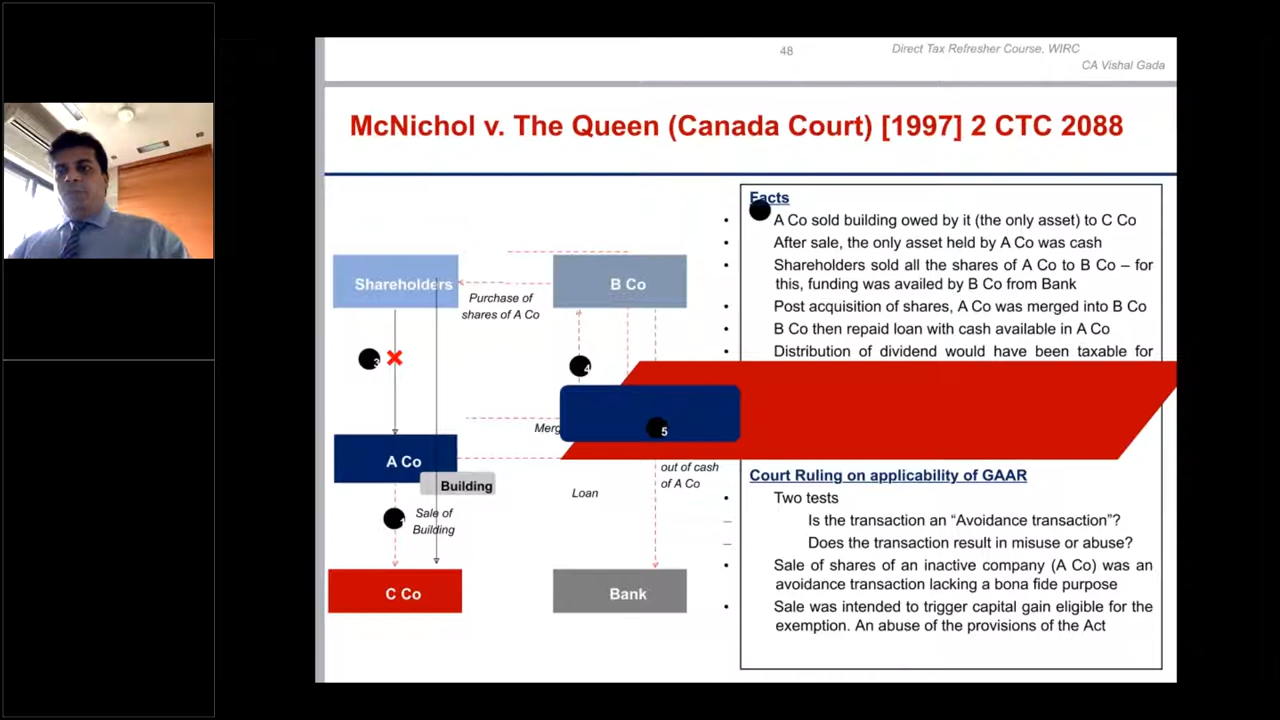 48
Direct Tax Refresher Course, WIRC
CA Vishal Gada
McNichol v. The Queen (Canada Court) [1997] 2 CTC 2088
Shareholders
B Co
Purchase of
shares of A Co
3
4
5
A Co
Building
Sale of
Building
Loan
out of cash
of A Co
C Co
Bank
Facts
• A Co sold building owed by it (the only asset) to C Co
• After sale, the only asset held by A Co was cash
• Shareholders sold all the shares of A Co to B Co – for
this, funding was availed by B Co from Bank
• Post acquisition of shares, A Co was merged into B Co
• B Co then repaid loan with cash available in A Co
• Distribution of dividend would have been taxable for
Court Ruling on applicability of GAAR
• Two tests
– Is the transaction an “Avoidance transaction”?
– Does the transaction result in misuse or abuse?
• Sale of shares of an inactive company (A Co) was an
avoidance transaction lacking a bona fide purpose
• Sale was intended to trigger capital gain eligible for the
exemption. An abuse of the provisions of the Act